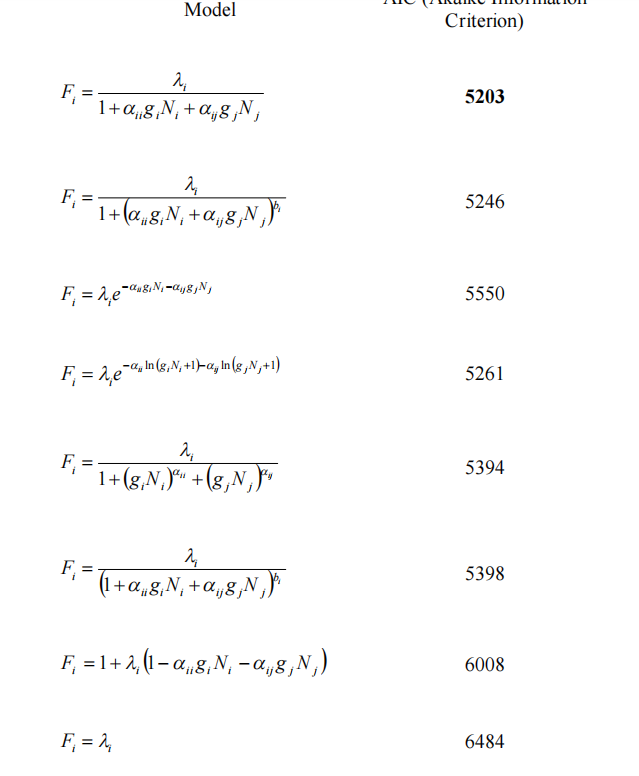 Model AIC (Akaike Information
Criterion)
F_i = λ_i / (1 + α_ii g_i N_i + α_ij g_j N_j) 5203
F_i = λ_i / (1 + (α_ii g_i N_i + α_ij g_j N_j)^{b_i}) 5246
F_i = λ_i e^{−α_ii g_i N_i − α_ij g_j N_j} 5550
F_i = λ_i e^{−α_ii ln(g_i N_i +1) − α_ij ln(g_j N_j +1)} 5261
F_i = λ_i / (1 + (g_i N_i)^{α_ii} + (g_j N_j)^{α_ij}) 5394
F_i = λ_i / (1 + α_ii g_i N_i + α_ij g_j N_j)^{b_i} 5398
F_i = 1 + λ_i (1 − α_ii g_i N_i − α_ij g_j N_j) 6008
F_i = λ_i 6484